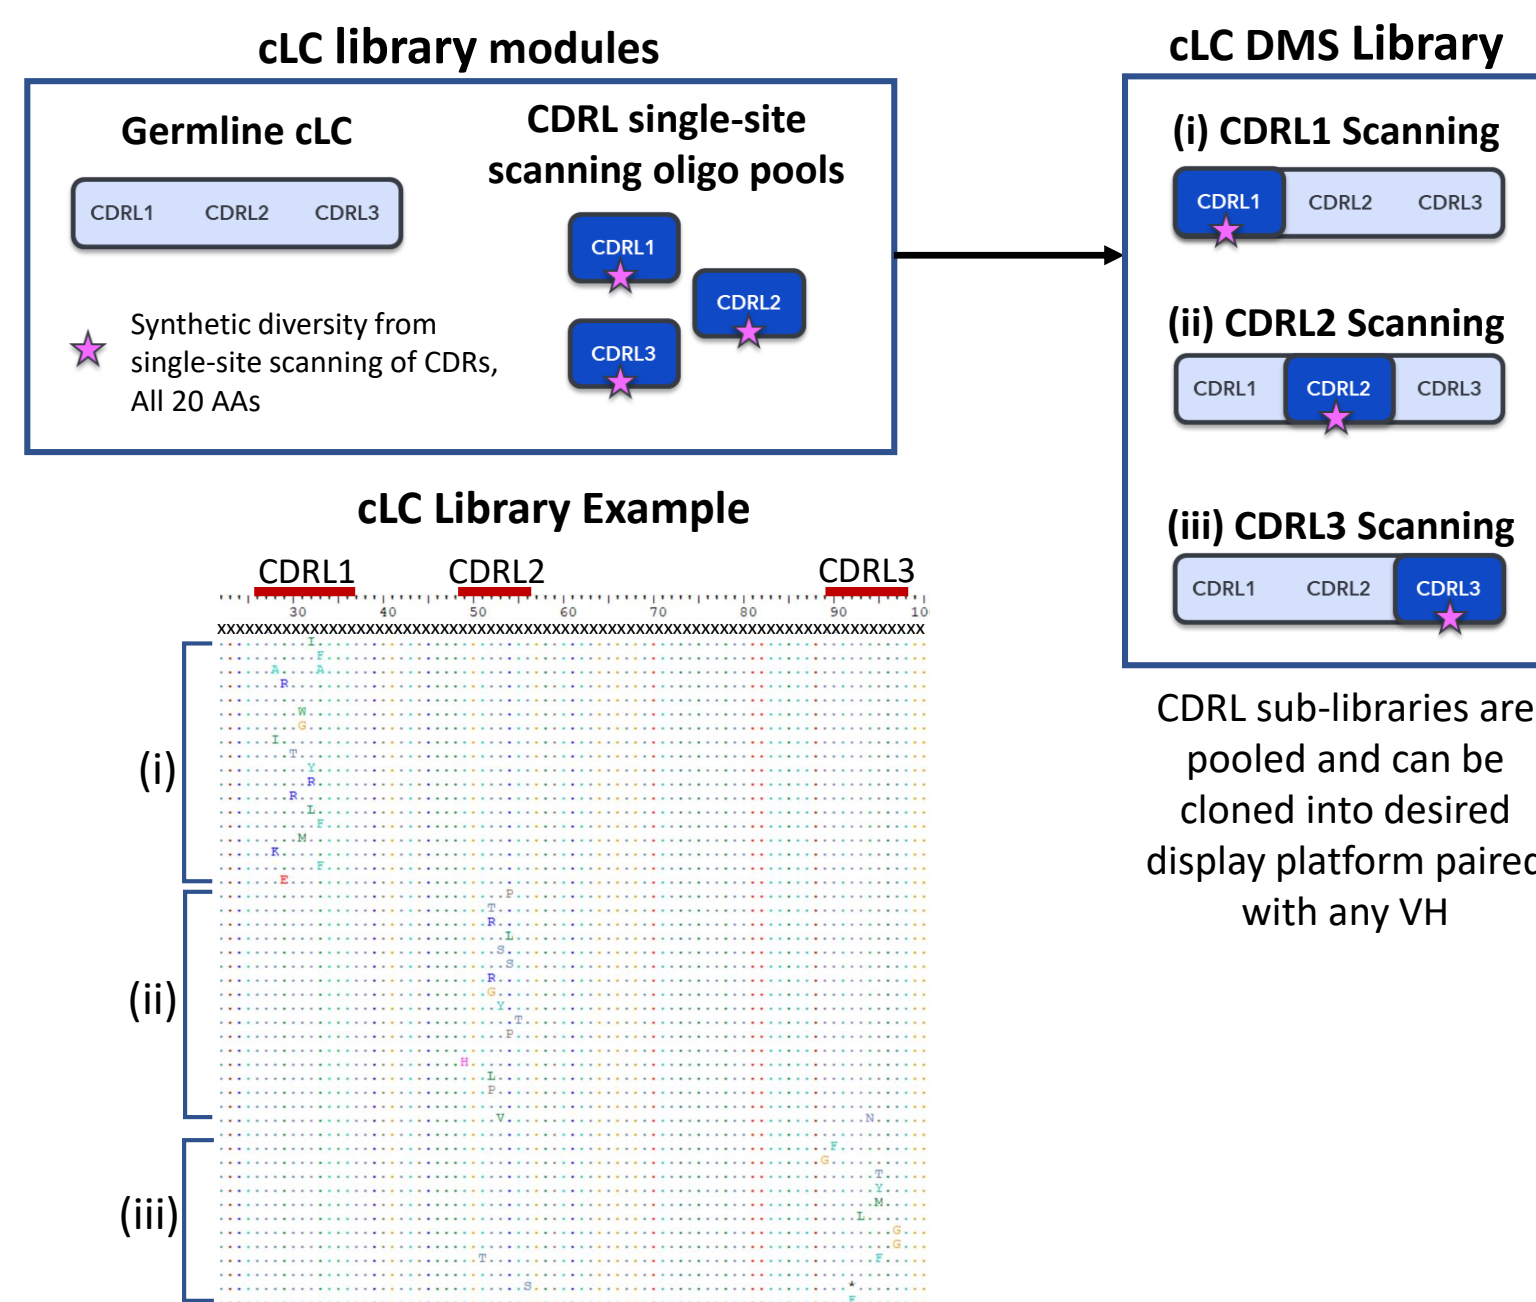 cLC library modules
Germline cLC
CDRL1 CDRL2 CDRL3
CDRL single-site
scanning oligo pools
CDRL1
CDRL2
CDRL3
Synthetic diversity from
single-site scanning of CDRs,
All 20 AAs
cLC DMS Library
(i) CDRL1 Scanning
CDRL1 CDRL2 CDRL3
(ii) CDRL2 Scanning
CDRL1 CDRL2 CDRL3
(iii) CDRL3 Scanning
CDRL1 CDRL2 CDRL3
CDRL sub-libraries are
pooled and can be
cloned into desired
display platform paired
with any VH
cLC Library Example
CDRL1 CDRL2 CDRL3
30 40 50 60 70 80 90 10
(i)
A
R
W
G
I
T
Y
R
R
L
F
M
K
F
E
(ii)
P
T
R
L
S
S
R
G
Y
T
P
H
L
P
V N
(iii)
F
G
T
Y
M
L
G
G
T F
S *